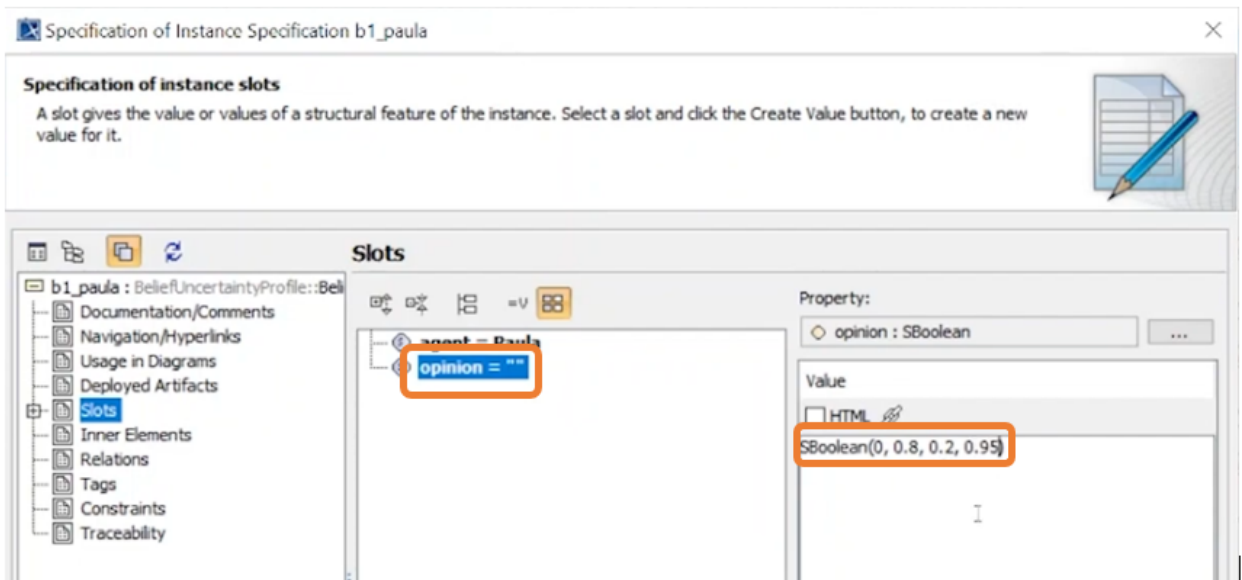 Specification of Instance Specification b1_paula
Specification of instance slots
A slot gives the value or values of a structural feature of the instance. Select a slot and click the Create Value button, to create a new
value for it.
Slots
b1_paula : BeliefUncertaintyProfile::Beli
Documentation/Comments
Navigation/Hyperlinks
Usage in Diagrams
Deployed Artifacts
Slots
Inner Elements
Relations
Tags
Constraints
Traceability
=V
agent = Paula
opinion = ""
Property:
opinion : SBoolean
...
Value
HTML
SBoolean(0, 0.8, 0.2, 0.95)